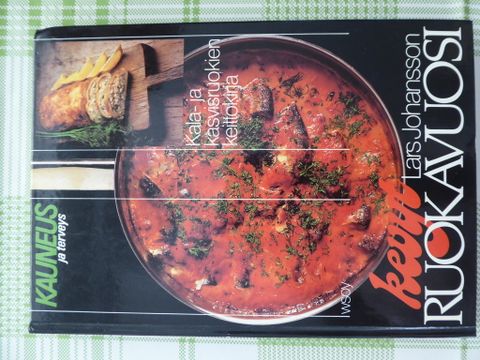 KAUNEUS
ja terveys
Kala- ja
kasvisruokien
keittokirja
wsoy
Lars Johansson
kevyt
RUOKAVUOSI